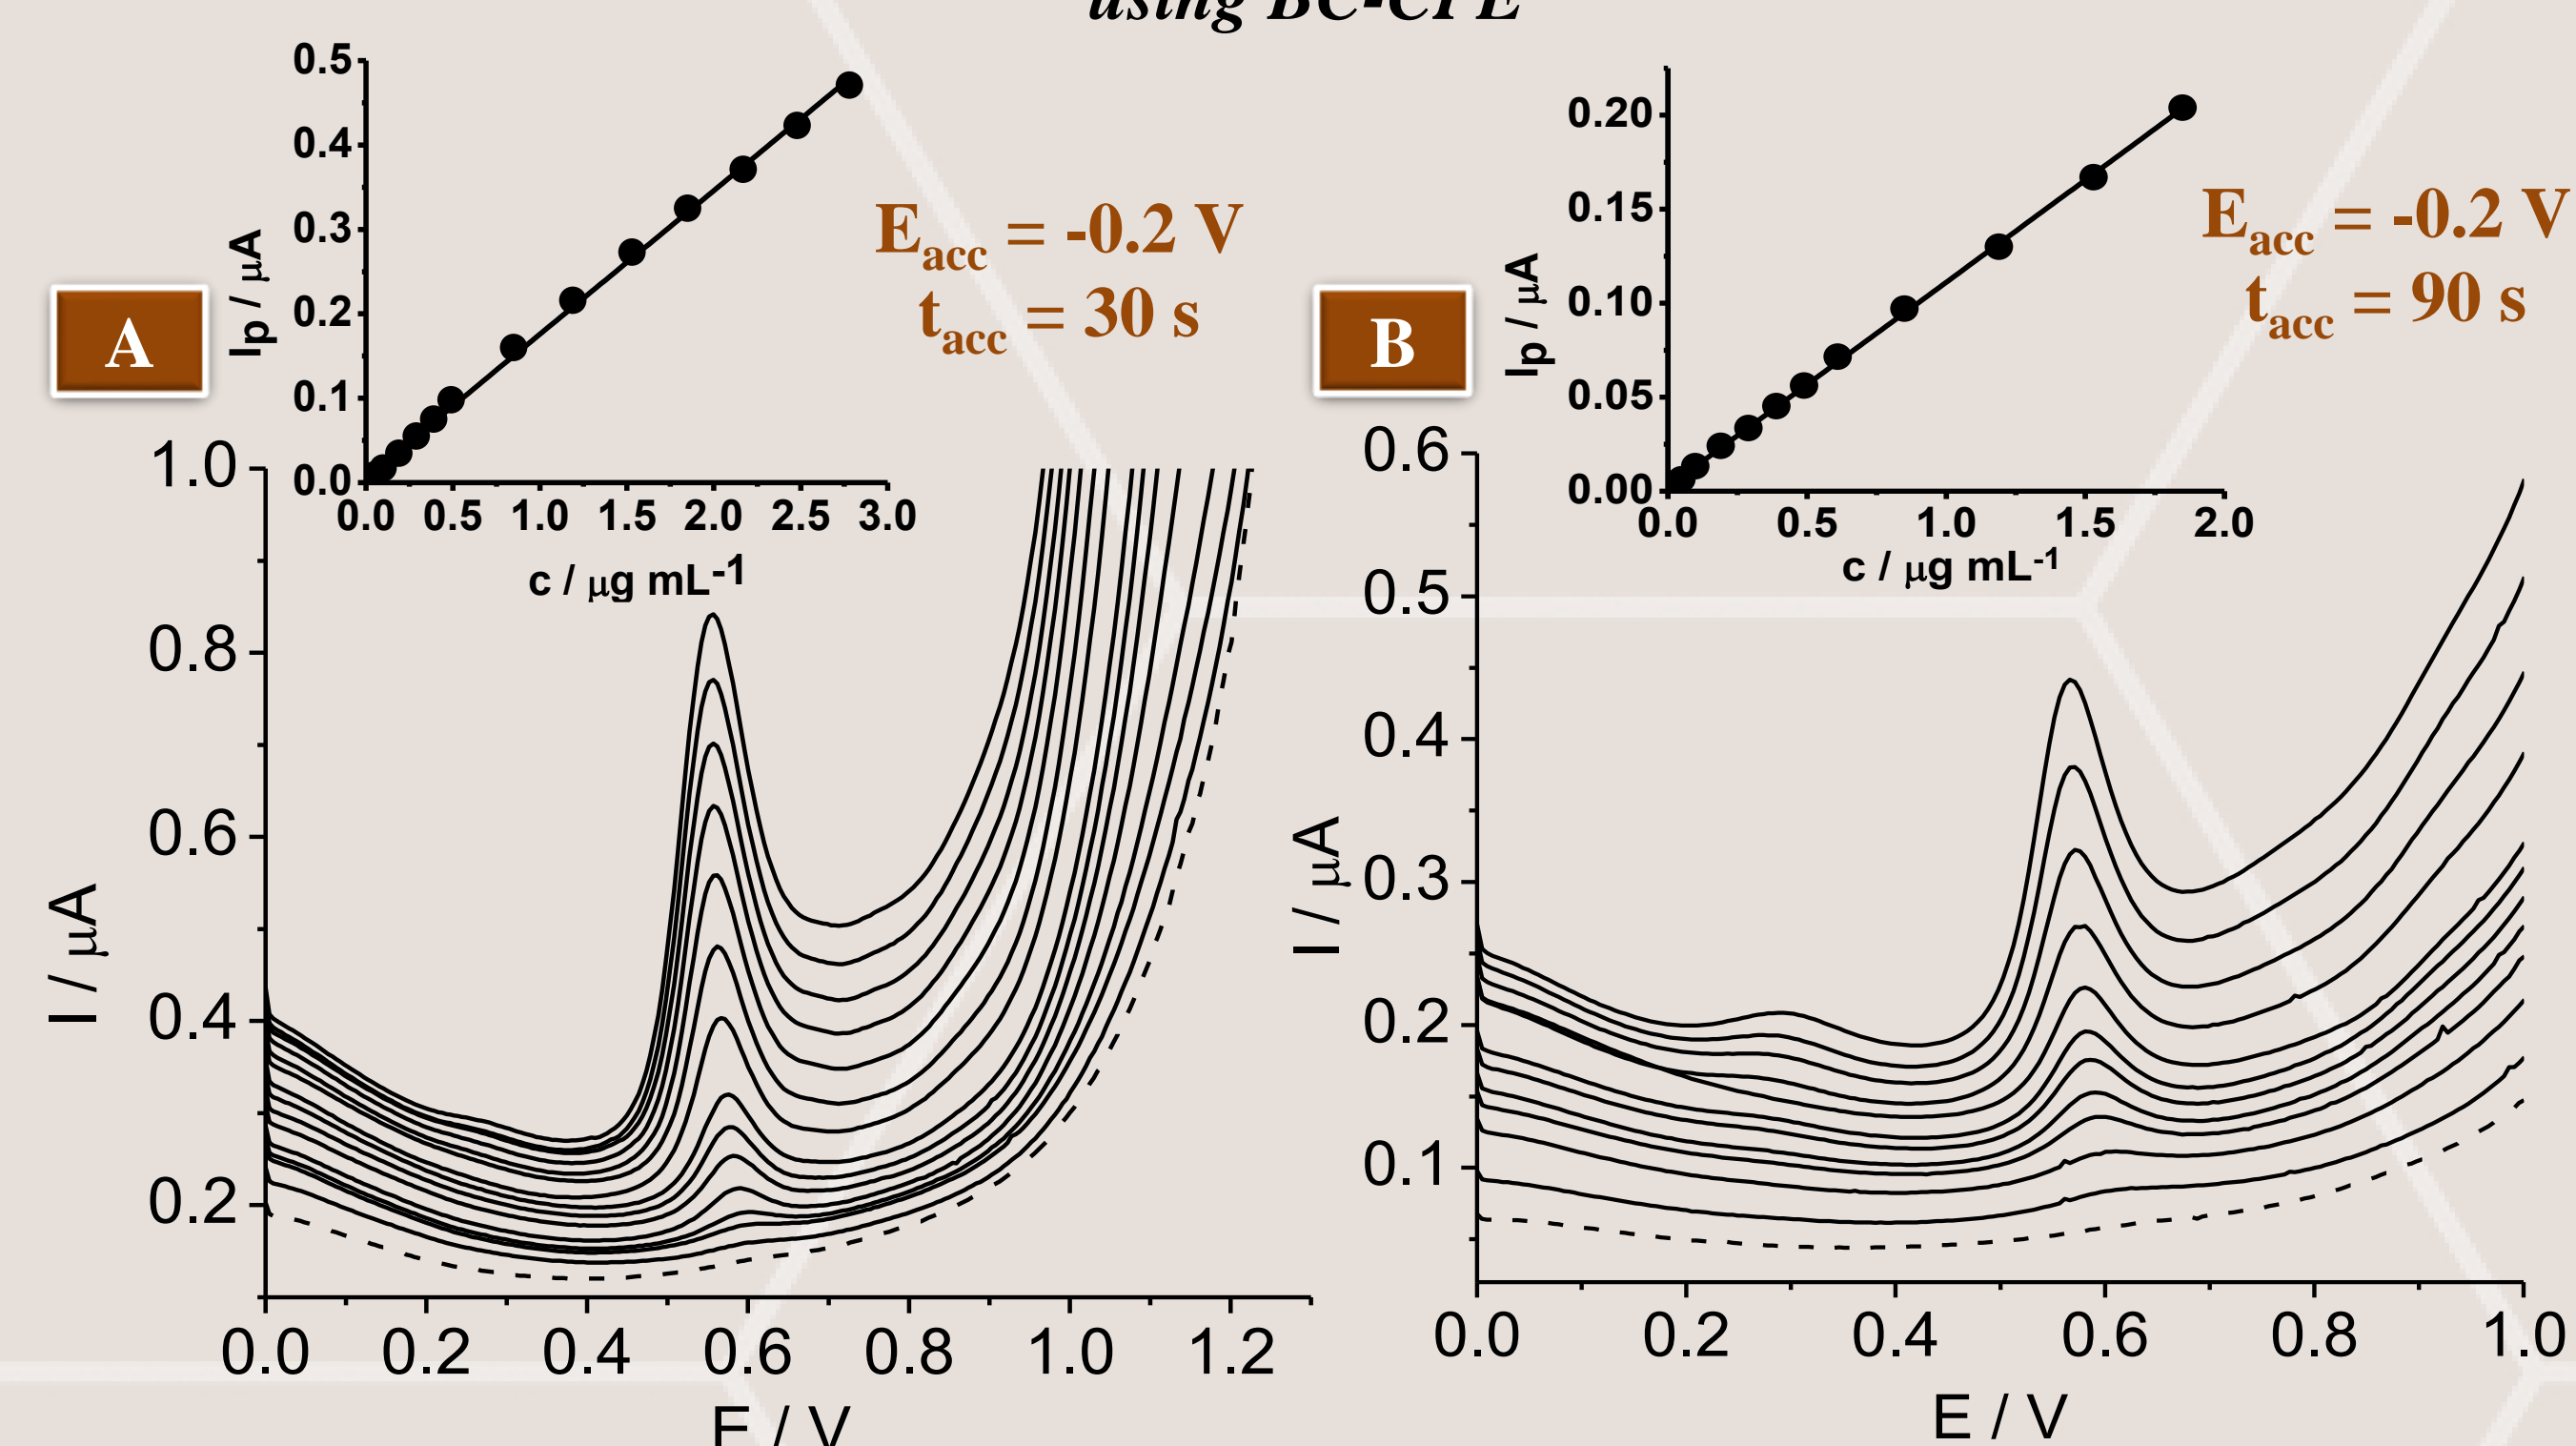 using BC-CPE
A
0.5
0.4
0.3
0.2
0.1
0.0
Ip / μA
0.0 0.5 1.0 1.5 2.0 2.5 3.0
c / μg mL-1
Eacc = -0.2 V
tacc = 30 s
1.0
0.8
0.6
0.4
0.2
I / μA
0.0 0.2 0.4 0.6 0.8 1.0 1.2
E / V
B
0.20
0.15
0.10
0.05
0.00
Ip / μA
0.0 0.5 1.0 1.5 2.0
c / μg mL-1
Eacc = -0.2 V
tacc = 90 s
0.6
0.5
0.4
0.3
0.2
0.1
I / μA
0.0 0.2 0.4 0.6 0.8 1.0
E / V